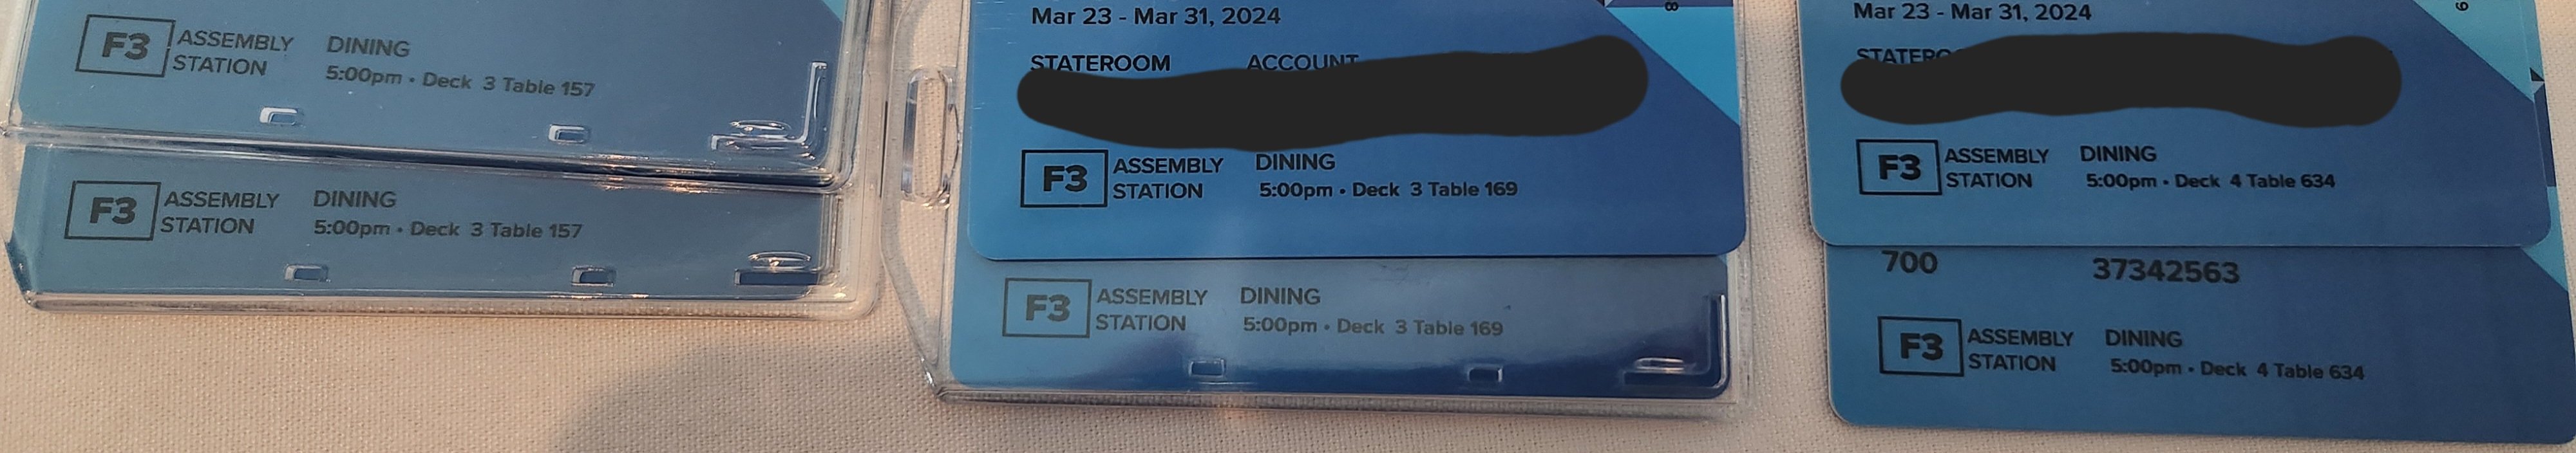 F3 ASSEMBLY STATION
DINING
5:00pm • Deck 3 Table 157
F3 ASSEMBLY STATION
DINING
5:00pm • Deck 3 Table 157
Mar 23 - Mar 31, 2024
8
STATEROOM ACCOUNT
F3 ASSEMBLY STATION
DINING
5:00pm • Deck 3 Table 169
F3 ASSEMBLY STATION
DINING
5:00pm • Deck 3 Table 169
Mar 23 - Mar 31, 2024
STATEROO
F3 ASSEMBLY STATION
DINING
5:00pm • Deck 4 Table 634
700 37342563
F3 ASSEMBLY STATION
DINING
5:00pm • Deck 4 Table 634